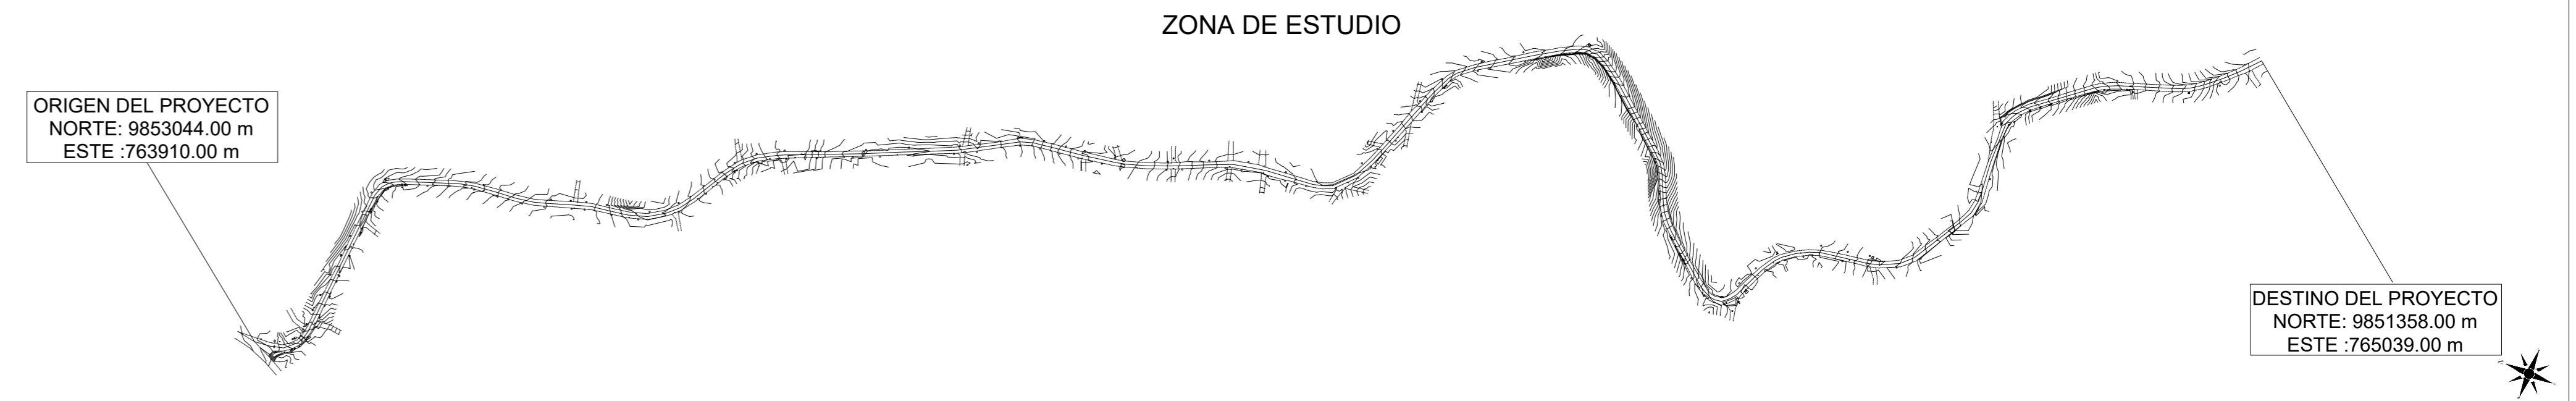 ZONA DE ESTUDIO
ORIGEN DEL PROYECTO
NORTE: 9853044.00 m
ESTE :763910.00 m
DESTINO DEL PROYECTO
NORTE: 9851358.00 m
ESTE :765039.00 m